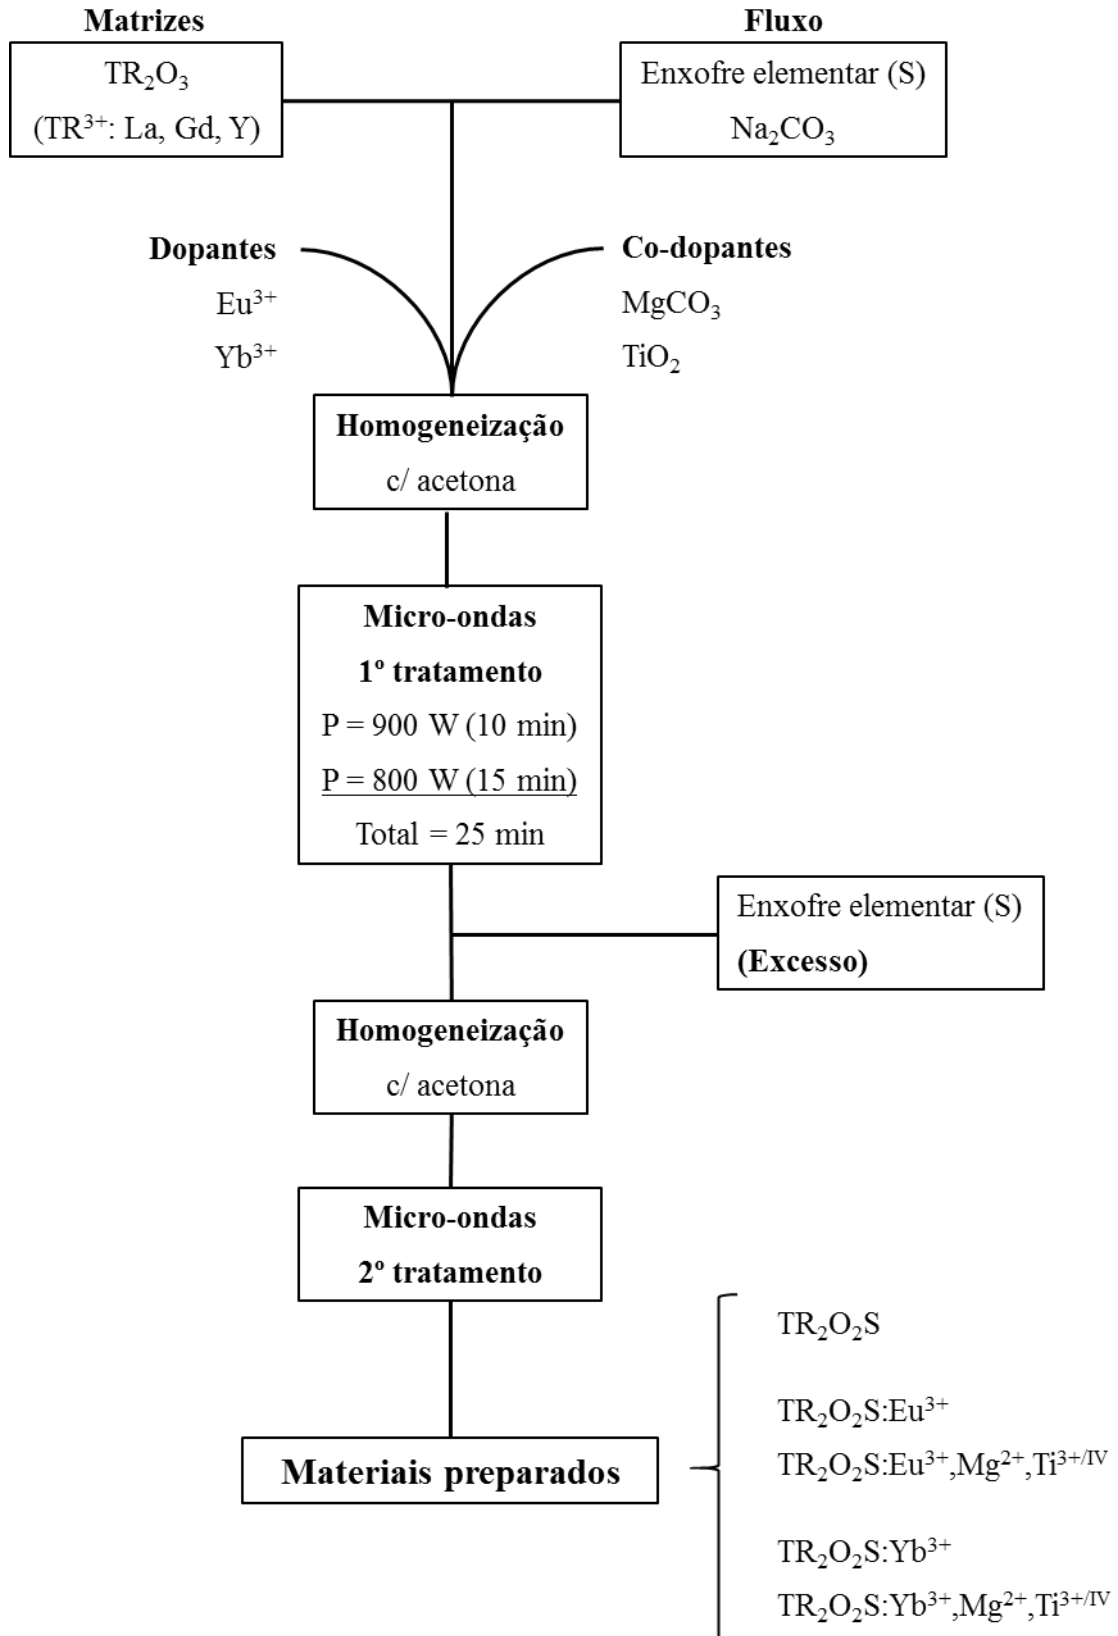 Matrizes
TR₂O₃
(TR³⁺: La, Gd, Y)
Fluxo
Enxofre elementar (S)
Na₂CO₃
Dopantes
Eu³⁺
Yb³⁺
Co-dopantes
MgCO₃
TiO₂
Homogeneização
c/ acetona
Micro-ondas
1º tratamento
P = 900 W (10 min)
P = 800 W (15 min)
Total = 25 min
Enxofre elementar (S)
(Excesso)
Homogeneização
c/ acetona
Micro-ondas
2º tratamento
Materiais preparados
TR₂O₂S
TR₂O₂S:Eu³⁺
TR₂O₂S:Eu³⁺,Mg²⁺,Ti³⁺/ᴵⱽ
TR₂O₂S:Yb³⁺
TR₂O₂S:Yb³⁺,Mg²⁺,Ti³⁺/ᴵⱽ